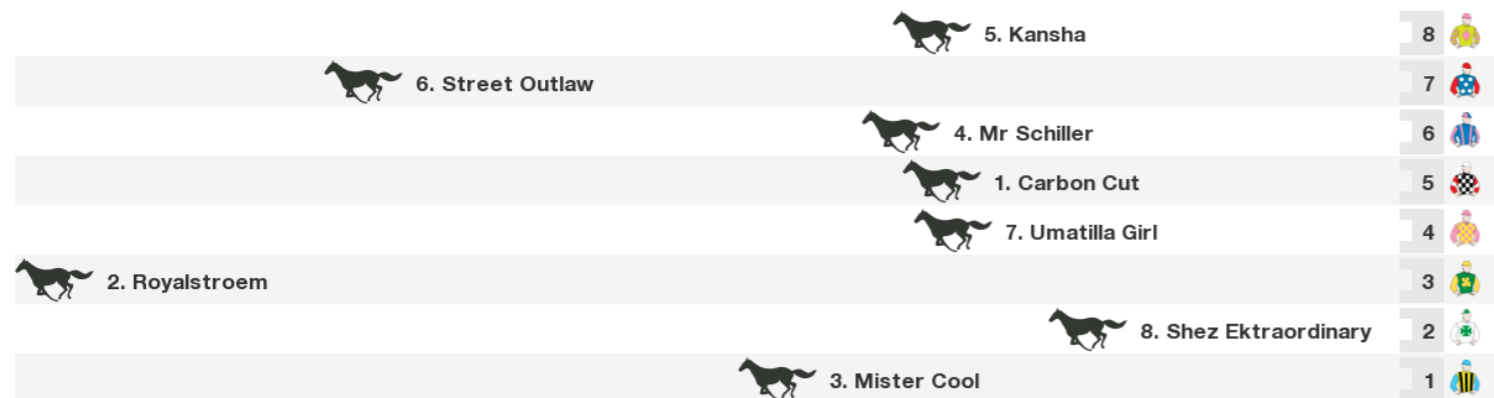 5. Kansha 8
6. Street Outlaw 7
4. Mr Schiller 6
1. Carbon Cut 5
7. Umatilla Girl 4
2. Royalstroem 3
8. Shez Ektraordinary 2
3. Mister Cool 1